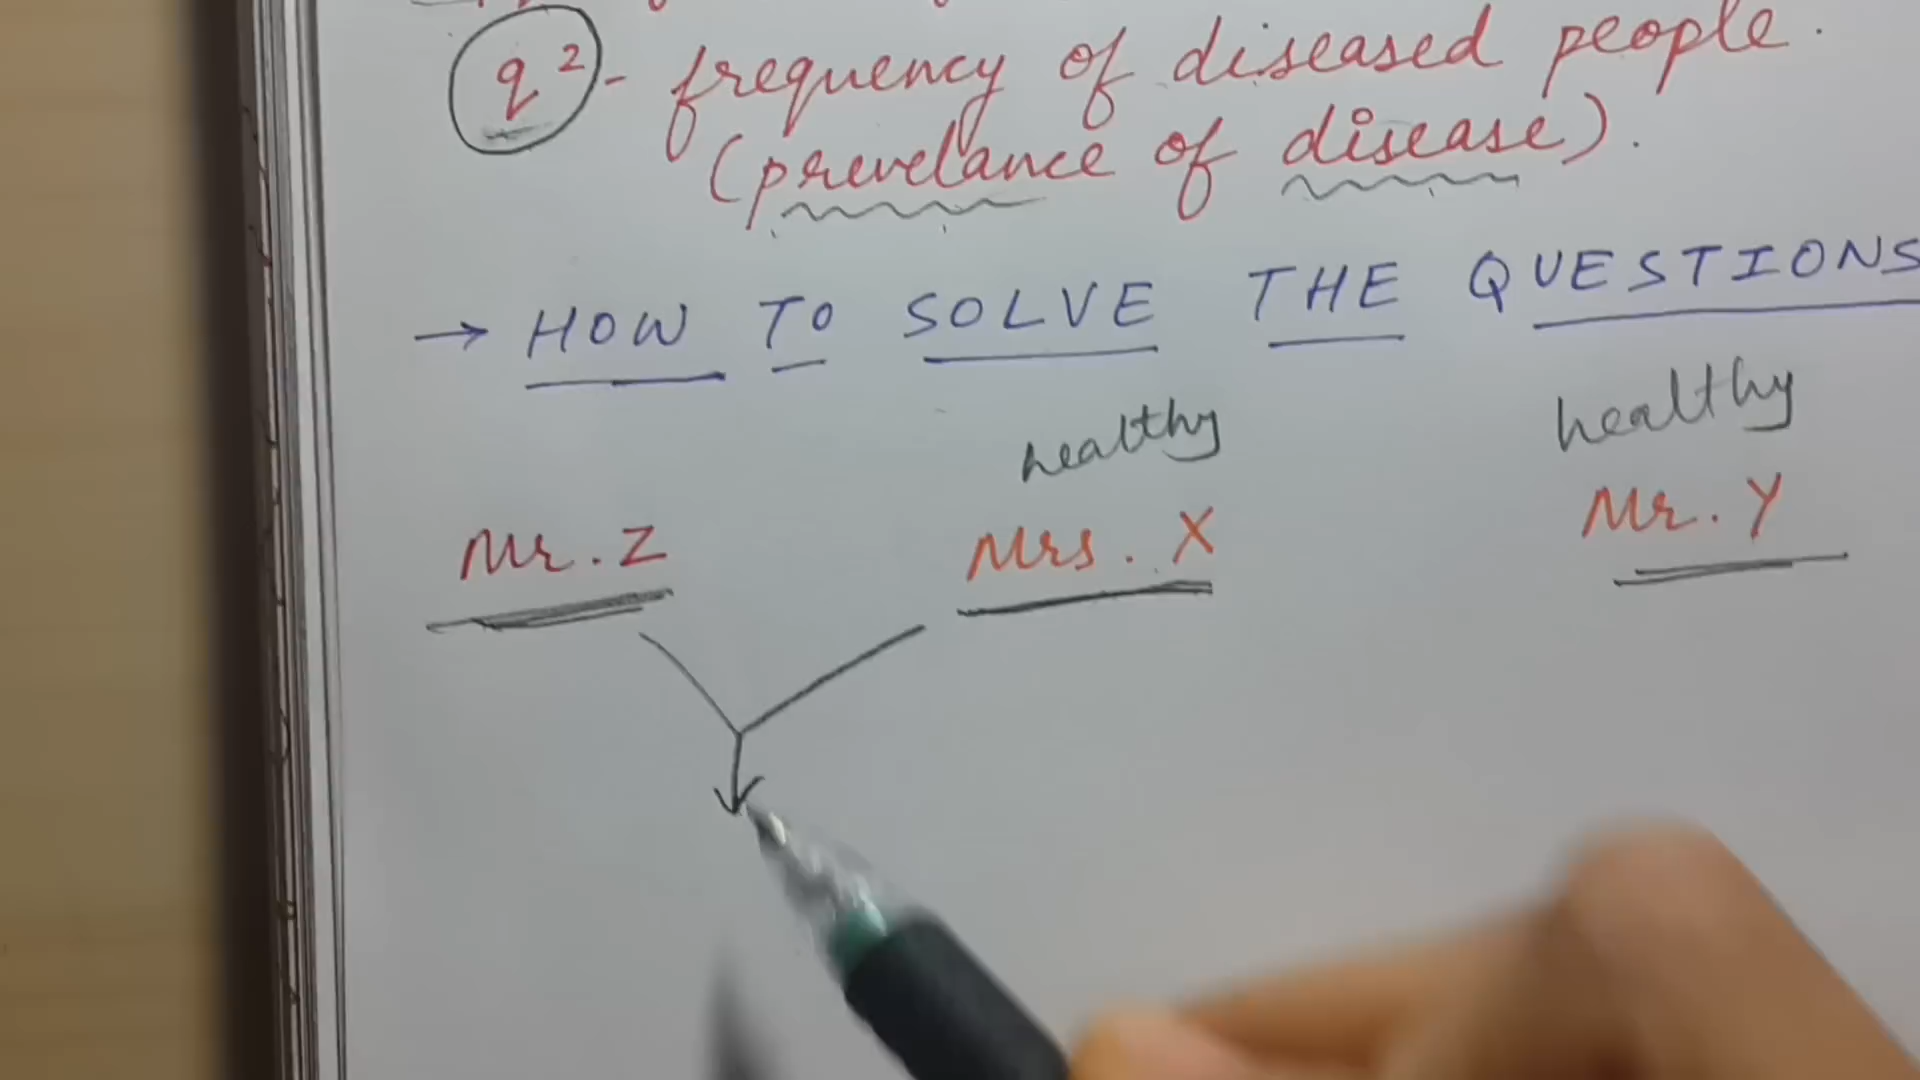 q² - frequency of diseased people.
(prevelance of disease).
→ HOW TO SOLVE THE QUESTIONS
healthy healthy
Mr. Z Mrs. X Mr. Y